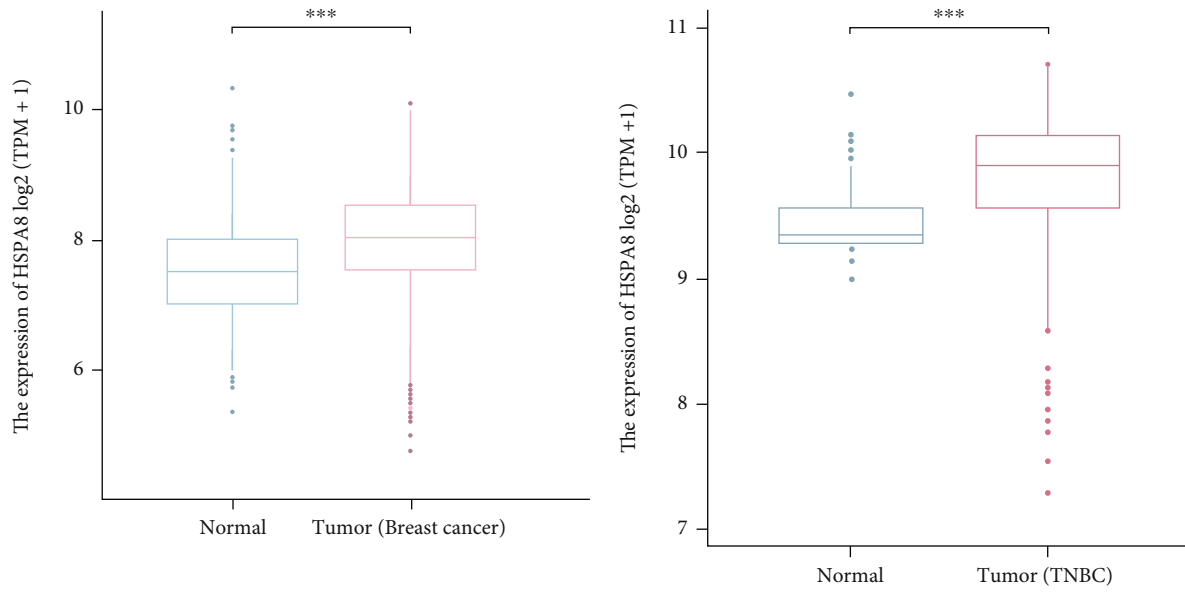 The expression of HSPA8 log2 (TPM + 1)
10
8
6
***
Normal
Tumor (Breast cancer)
The expression of HSPA8 log2 (TPM +1)
11
10
9
8
7
***
Normal
Tumor (TNBC)